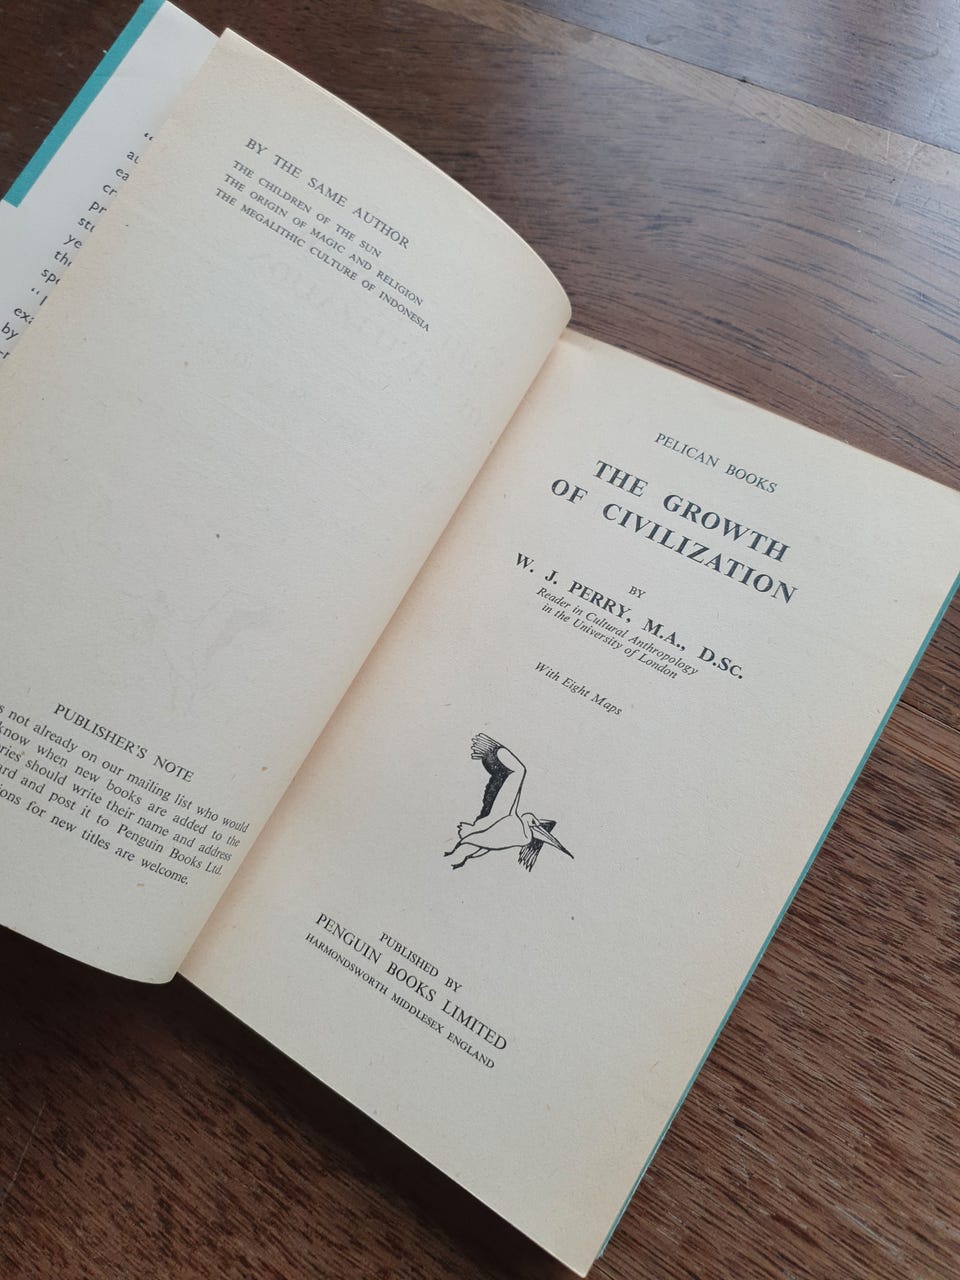 BY THE SAME AUTHOR
THE CHILDREN OF THE SUN
THE ORIGIN OF MAGIC AND RELIGION
THE MEGALITHIC CULTURE OF INDONESIA
PUBLISHER'S NOTE
not already on our mailing list who would
know when new books are added to the
should write their name and address
and post it to Penguin Books Ltd.
for new titles are welcome.
PELICAN BOOKS
THE GROWTH
OF CIVILIZATION
BY
W. J. PERRY, M.A., D.SC.
Reader in Cultural Anthropology
in the University of London
With Eight Maps
PUBLISHED BY
PENGUIN BOOKS LIMITED
HARMONDSWORTH MIDDLESEX ENGLAND